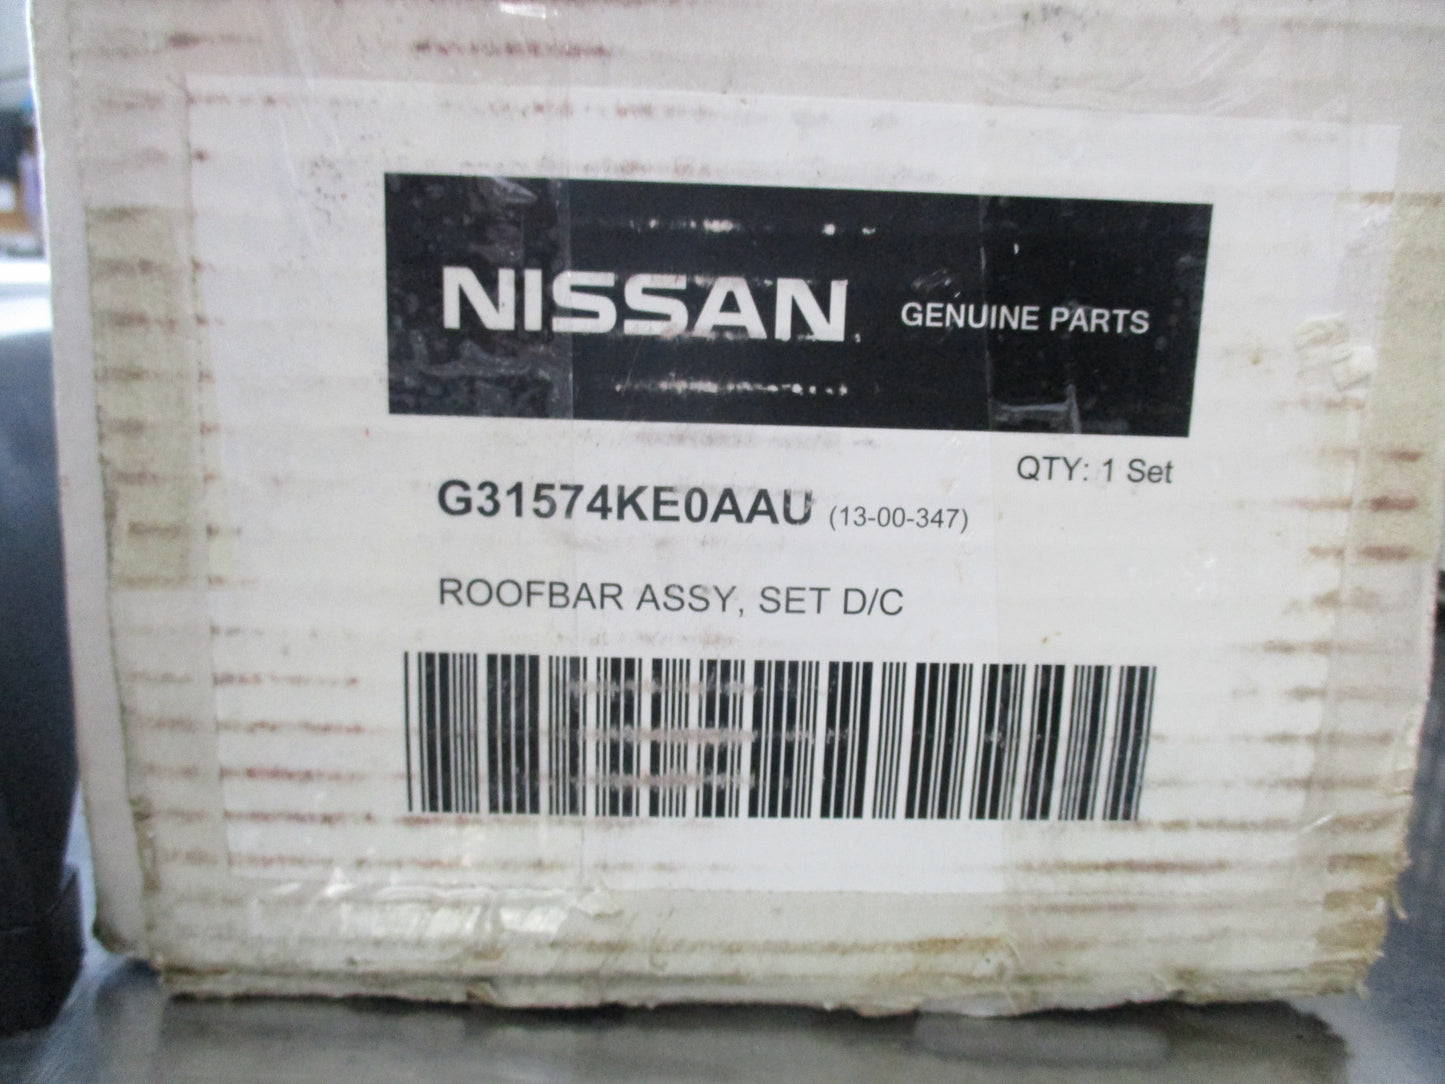 NISSAN GENUINE PARTS
QTY: 1 Set
G31574KE0AAU (13-00-347)
ROOFBAR ASSY, SET D/C